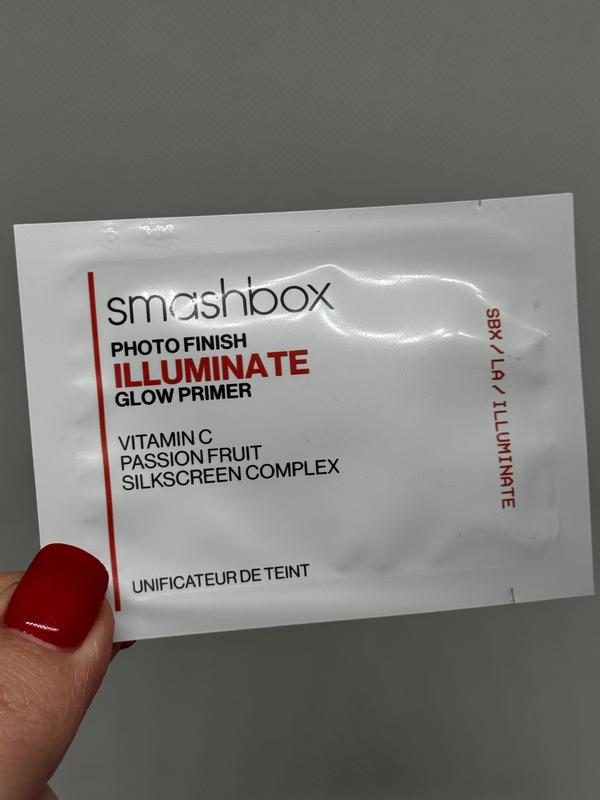 smashbox
PHOTO FINISH
ILLUMINATE
GLOW PRIMER
VITAMIN C
PASSION FRUIT
SILKSCREEN COMPLEX
UNIFICATEUR DE TEINT
SBX / LA / ILLUMINATE